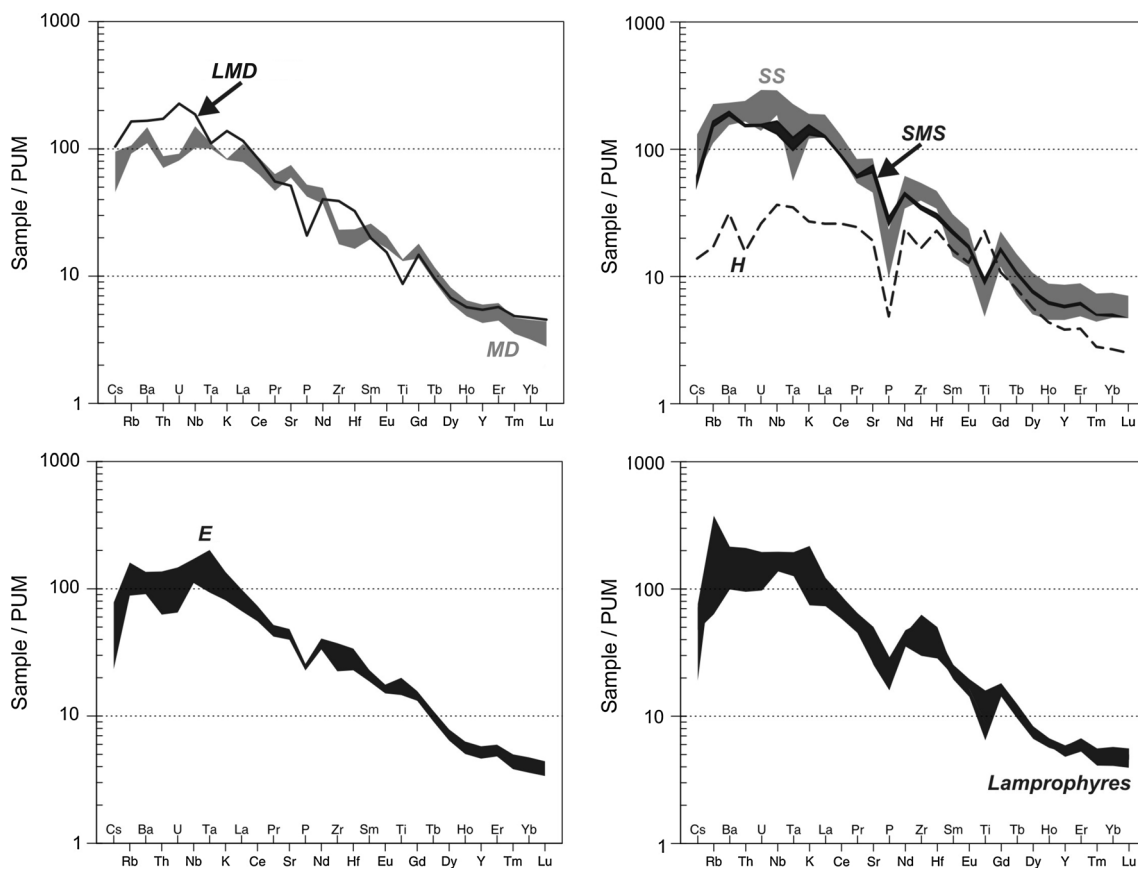 1000
100
10
1
Sample / PUM
LMD
MD
Cs Ba Th U Ta La Pr P Zr Sm Ti Tb Ho Er Yb
Rb Th Nb K Ce Sr Nd Hf Eu Gd Dy Y Tm Lu
1000
100
10
1
Sample / PUM
SS
SMS
H
Cs Ba U Ta La Pr P Zr Sm Ti Tb Ho Er Yb
Rb Th Nb K Ce Sr Nd Hf Eu Gd Dy Y Tm Lu
1000
100
10
1
Sample / PUM
E
Cs Ba U Ta La Pr P Zr Sm Ti Tb Ho Er Yb
Rb Th Nb K Ce Sr Nd Hf Eu Gd Dy Y Tm Lu
1000
100
10
1
Sample / PUM
Lamprophyres
Cs Ba U Ta La Pr P Zr Sm Ti Tb Ho Er Yb
Rb Th Nb K Ce Sr Nd Hf Eu Gd Dy Y Tm Lu